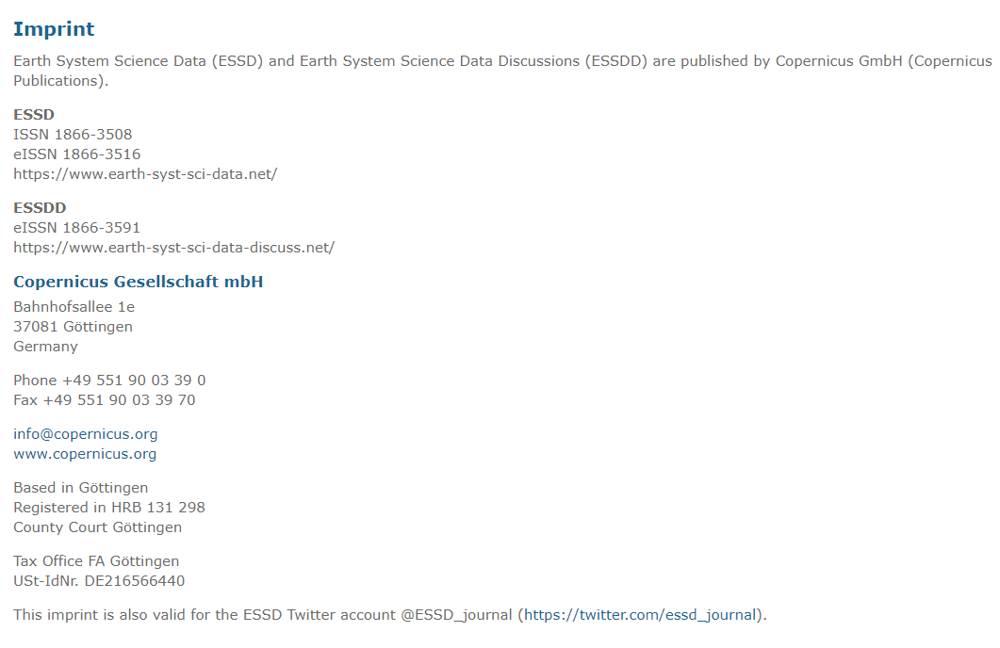 Imprint
Earth System Science Data (ESSD) and Earth System Science Data Discussions (ESSDD) are published by Copernicus GmbH (Copernicus
Publications).
ESSD
ISSN 1866-3508
eISSN 1866-3516
https://www.earth-syst-sci-data.net/
ESSDD
eISSN 1866-3591
https://www.earth-syst-sci-data-discuss.net/
Copernicus Gesellschaft mbH
Bahnhofsallee 1e
37081 Göttingen
Germany
Phone +49 551 90 03 39 0
Fax +49 551 90 03 39 70
info@copernicus.org
www.copernicus.org
Based in Göttingen
Registered in HRB 131 298
County Court Göttingen
Tax Office FA Göttingen
USt-IdNr. DE216566440
This imprint is also valid for the ESSD Twitter account @ESSD_journal (https://twitter.com/essd_journal).